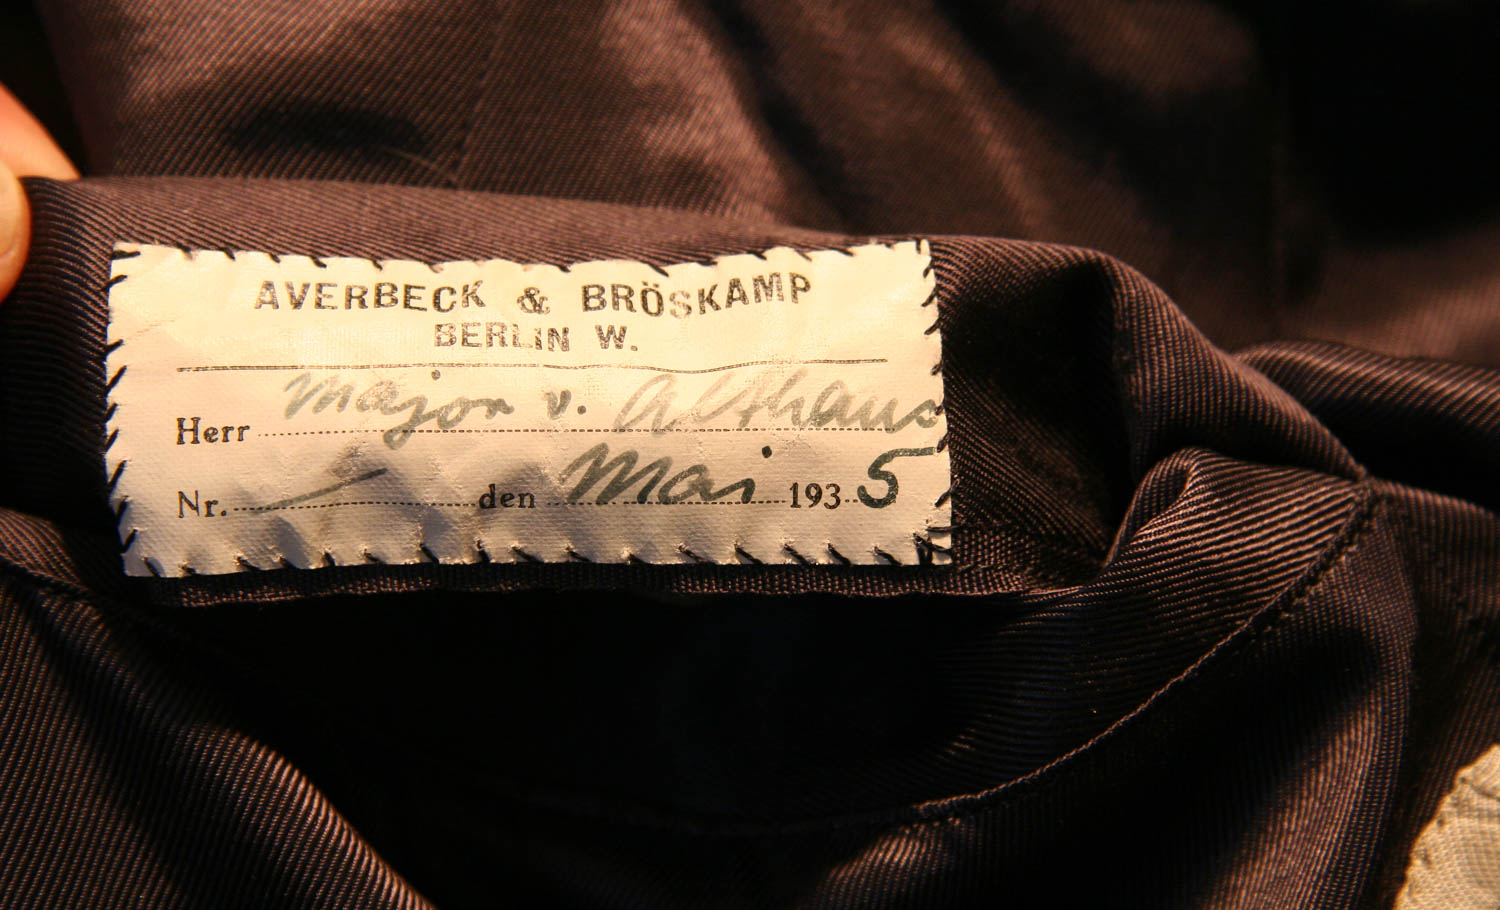 AVERBECK & BRÖSKAMP
BERLIN W.
Herr Major v. Althaus
Nr. — den Mai 1935